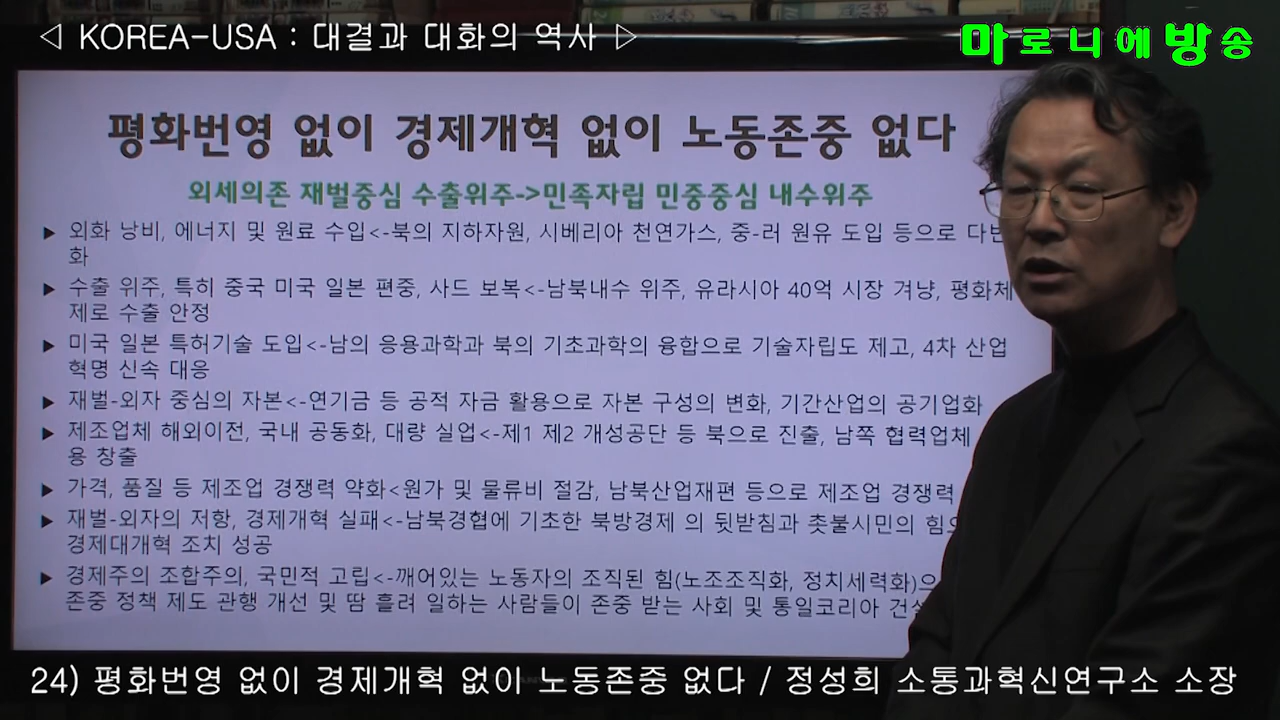 ◁ KOREA-USA : 대결과 대화의 역사 ▷
마로니에방송
평화번영 없이 경제개혁 없이 노동존중 없다
외세의존 재벌중심 수출위주->민족자립 민중중심 내수위주
▶ 외화 낭비, 에너지 및 원료 수입<-북의 지하자원, 시베리아 천연가스, 중-러 원유 도입 등으로 다변
화
▶ 수출 위주, 특히 중국 미국 일본 편중, 사드 보복<-남북내수 위주, 유라시아 40억 시장 겨냥, 평화체
제로 수출 안정
▶ 미국 일본 특허기술 도입<-남의 응용과학과 북의 기초과학의 융합으로 기술자립도 제고, 4차 산업
혁명 신속 대응
▶ 재벌-외자 중심의 자본<-연기금 등 공적 자금 활용으로 자본 구성의 변화, 기간산업의 공기업화
▶ 제조업체 해외이전, 국내 공동화, 대량 실업<-제1 제2 개성공단 등 북으로 진출, 남쪽 협력업체
용 창출
▶ 가격, 품질 등 제조업 경쟁력 약화<원가 및 물류비 절감, 남북산업재편 등으로 제조업 경쟁력
▶ 재벌-외자의 저항, 경제개혁 실패<-남북경협에 기초한 북방경제 의 뒷받침과 촛불시민의 힘으
경제대개혁 조치 성공
▶ 경제주의 조합주의, 국민적 고립<-깨어있는 노동자의 조직된 힘(노조조직화, 정치세력화)으
존중 정책 제도 관행 개선 및 땀 흘려 일하는 사람들이 존중 받는 사회 및 통일코리아 건설
24) 평화번영 없이 경제개혁 없이 노동존중 없다 / 정성희 소통과혁신연구소 소장